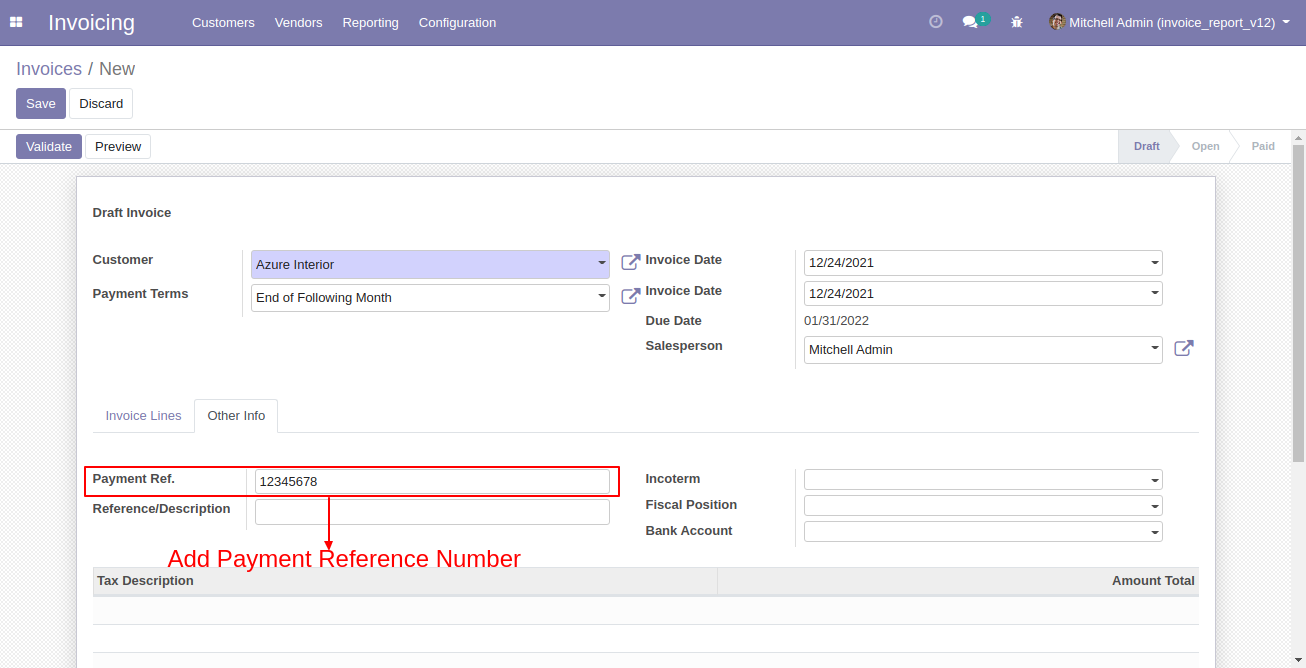 Invoicing Customers Vendors Reporting Configuration 1 Mitchell Admin (invoice_report_v12)
Invoices / New
Save Discard
Validate Preview Draft Open Paid
Draft Invoice
Customer Azure Interior Invoice Date 12/24/2021
Payment Terms End of Following Month Invoice Date 12/24/2021
Due Date 01/31/2022
Salesperson Mitchell Admin
Invoice Lines Other Info
Payment Ref. 12345678 Incoterm
Reference/Description Fiscal Position
Bank Account
Add Payment Reference Number
Tax Description Amount Total